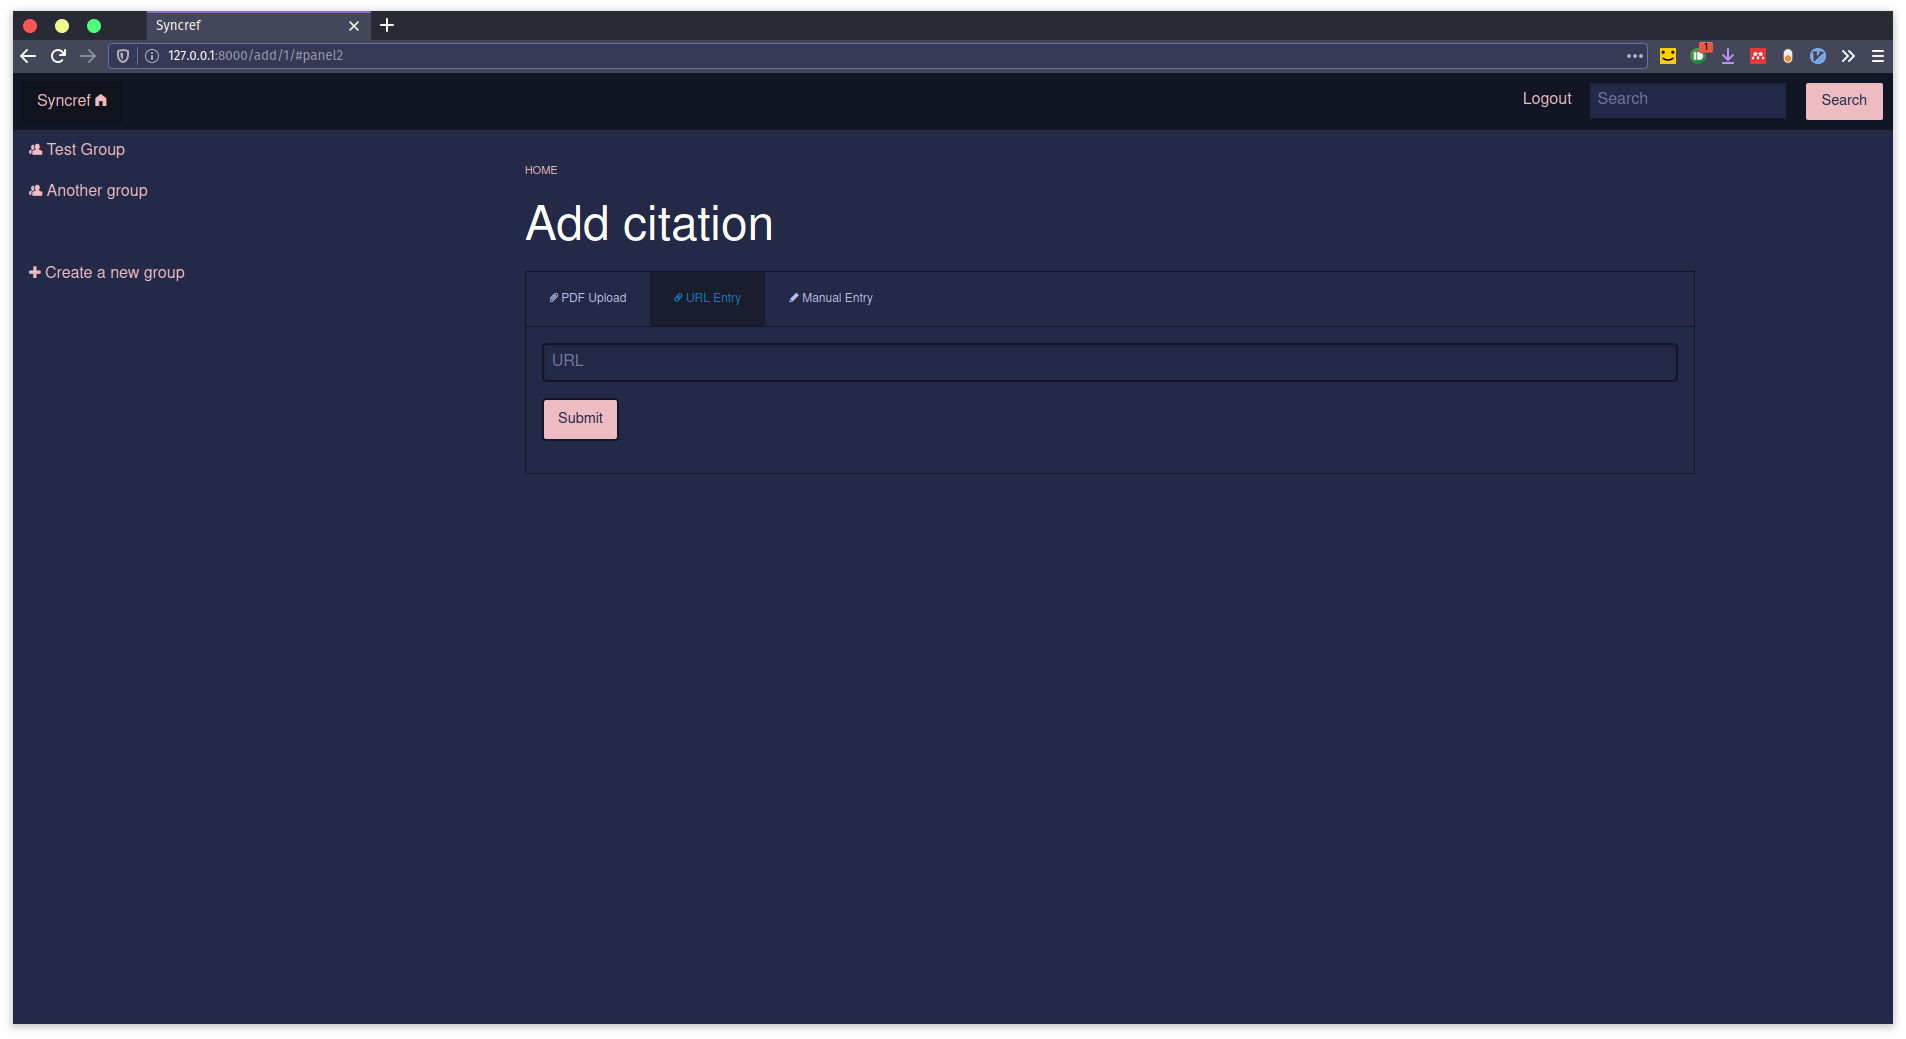 Syncref
127.0.0.1:8000/add/1/#panel2
1
Syncref
Logout
Search
Search
Test Group
Another group
Create a new group
HOME
Add citation
PDF Upload
URL Entry
Manual Entry
URL
Submit